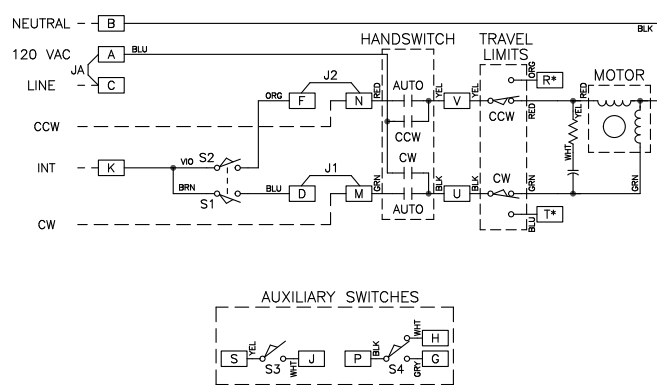 NEUTRAL B BLK
HANDSWITCH TRAVEL
LIMITS
120 VAC A BLU
JA
LINE C
ORG R*
MOTOR
J2
ORG F N RED AUTO YEL V YEL RED
CCW RED YEL
CCW
CCW
WHT
INT K VIO S2
CW
BRN S1 BLU D J1 M GRN BLK U BLK CW GRN GRN
AUTO
CW
BLU T*
AUXILIARY SWITCHES
WHT H
S YEL S3 WHT J P BLK S4 GRY G